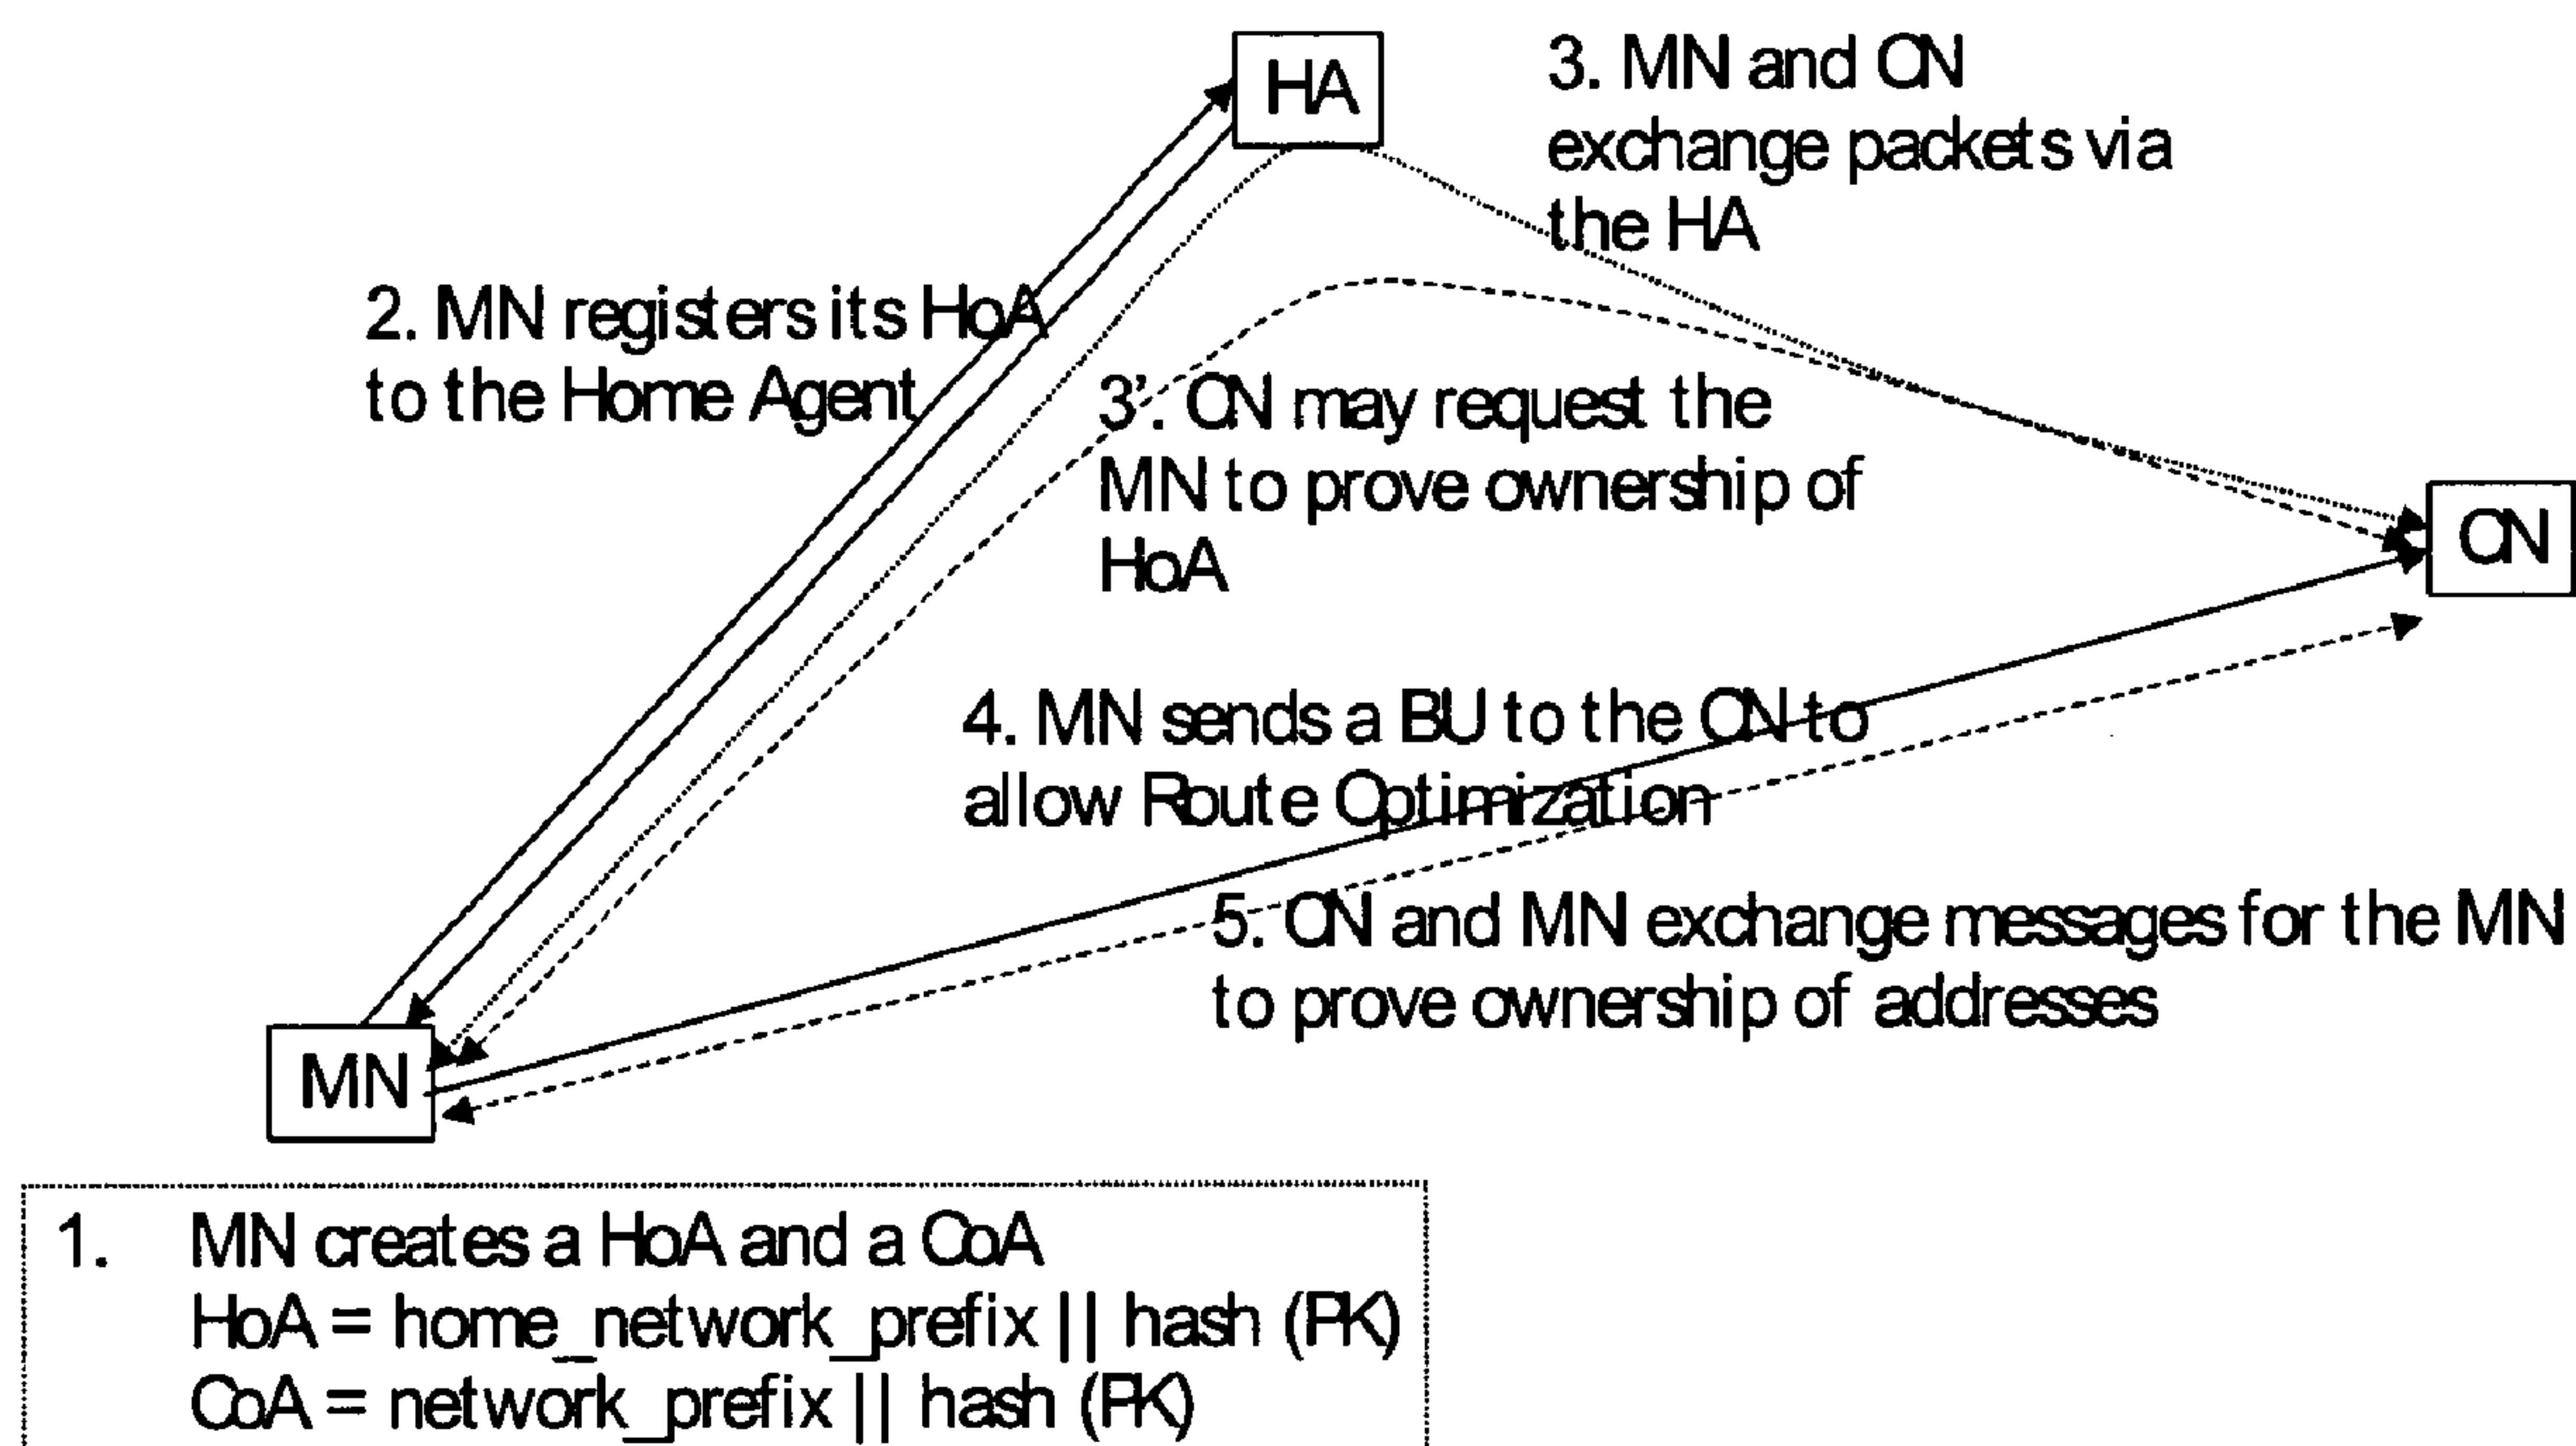 HA
3. MN and CN
exchange packets via
the HA
2. MN registers its HoA
to the Home Agent
3'. CN may request the
MN to prove ownership of
HoA
CN
4. MN sends a BU to the CN to
allow Route Optimization
5. CN and MN exchange messages for the MN
to prove ownership of addresses
MN
1. MN creates a HoA and a CoA
HoA = home_network_prefix || hash (PK)
CoA = network_prefix || hash (PK)